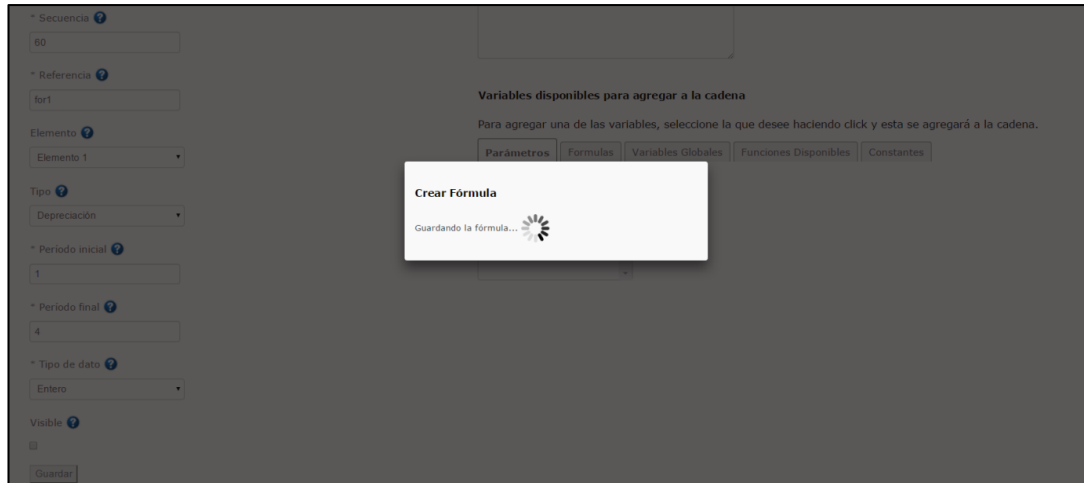 * Secuencia
60
* Referencia
for1
Elemento
Elemento 1
Tipo
Depreciación
* Período inicial
1
* Período final
4
* Tipo de dato
Entero
Visible
Guardar
Variables disponibles para agregar a la cadena
Para agregar una de las variables, seleccione la que desee haciendo click y esta se agregará a la cadena.
Parámetros Formulas Variables Globales Funciones Disponibles Constantes
Crear Fórmula
Guardando la fórmula...